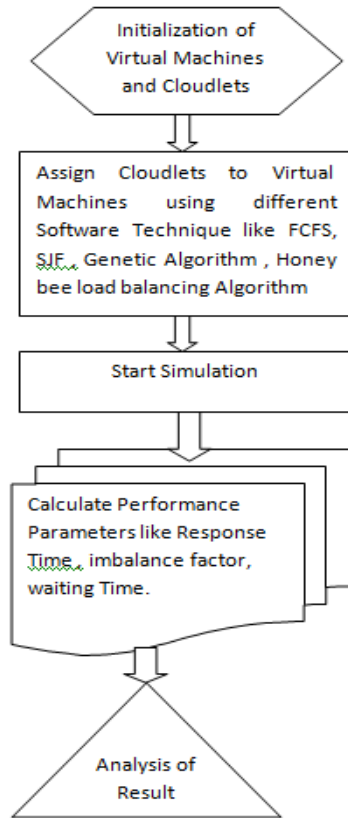 Initialization of
Virtual Machines
and Cloudlets
Assign Cloudlets to Virtual
Machines using different
Software Technique like FCFS,
SJF , Genetic Algorithm , Honey
bee load balancing Algorithm
Start Simulation
Calculate Performance
Parameters like Response
Time , imbalance factor,
waiting Time.
Analysis of
Result